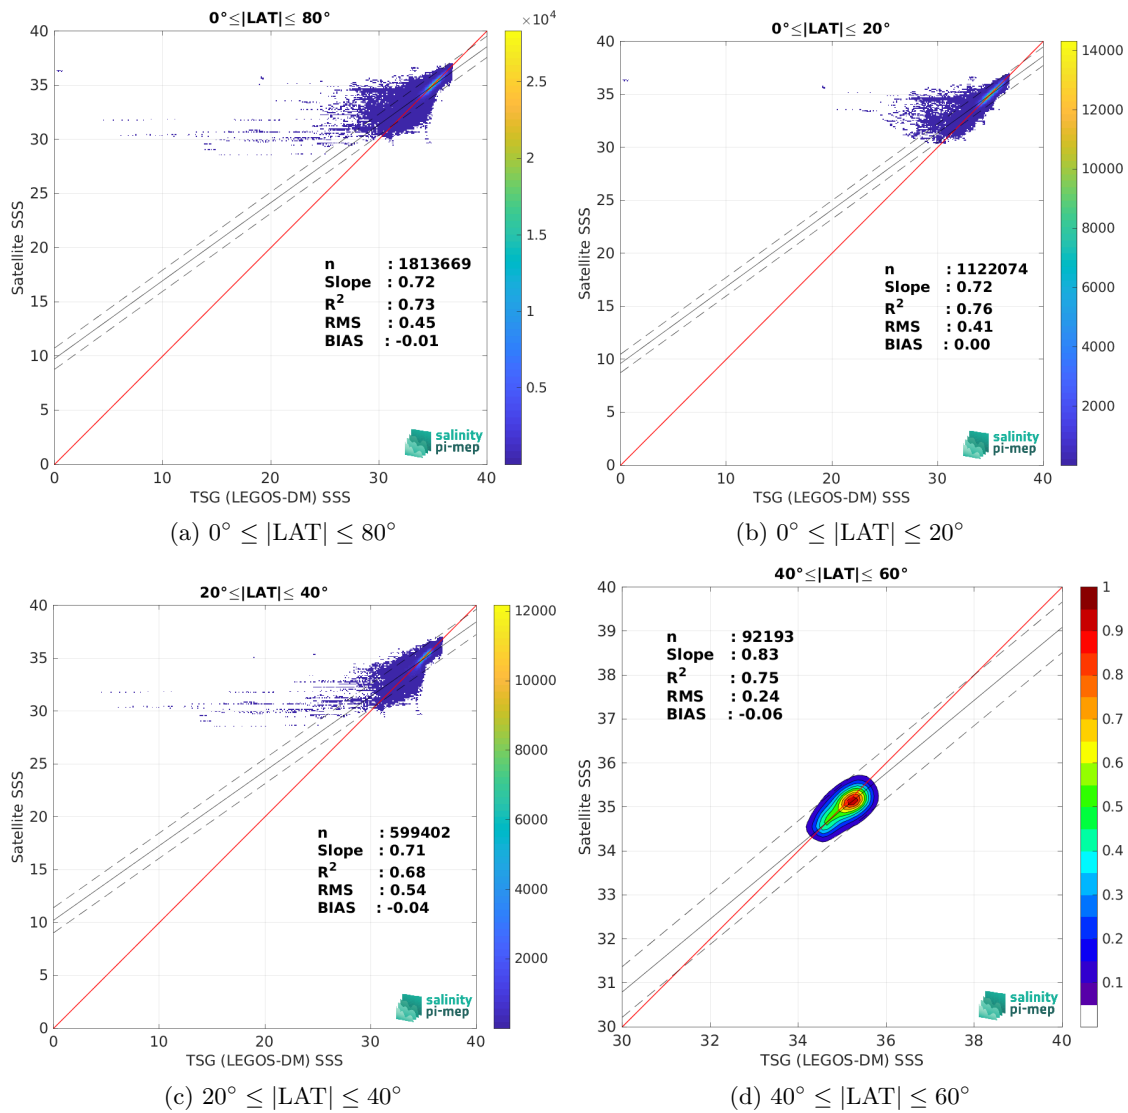 0°≤|LAT|≤ 80°
×10⁴
40
35
30
25
20
15
10
5
0
Satellite SSS
n : 1813669
Slope : 0.72
R² : 0.73
RMS : 0.45
BIAS : -0.01
salinity
pi-mep
0 10 20 30 40
TSG (LEGOS-DM) SSS
2.5
2
1.5
1
0.5
(a) 0° ≤ |LAT| ≤ 80°
0°≤|LAT|≤ 20°
40
35
30
25
20
15
10
5
0
Satellite SSS
n : 1122074
Slope : 0.72
R² : 0.76
RMS : 0.41
BIAS : 0.00
salinity
pi-mep
0 10 20 30 40
TSG (LEGOS-DM) SSS
14000
12000
10000
8000
6000
4000
2000
(b) 0° ≤ |LAT| ≤ 20°
20°≤|LAT|≤ 40°
40
35
30
25
20
15
10
5
0
Satellite SSS
n : 599402
Slope : 0.71
R² : 0.68
RMS : 0.54
BIAS : -0.04
salinity
pi-mep
0 10 20 30 40
TSG (LEGOS-DM) SSS
12000
10000
8000
6000
4000
2000
(c) 20° ≤ |LAT| ≤ 40°
40°≤|LAT|≤ 60°
40
39
38
37
36
35
34
33
32
31
30
Satellite SSS
n : 92193
Slope : 0.83
R² : 0.75
RMS : 0.24
BIAS : -0.06
salinity
pi-mep
30 32 34 36 38 40
TSG (LEGOS-DM) SSS
1
0.9
0.8
0.7
0.6
0.5
0.4
0.3
0.2
0.1
(d) 40° ≤ |LAT| ≤ 60°